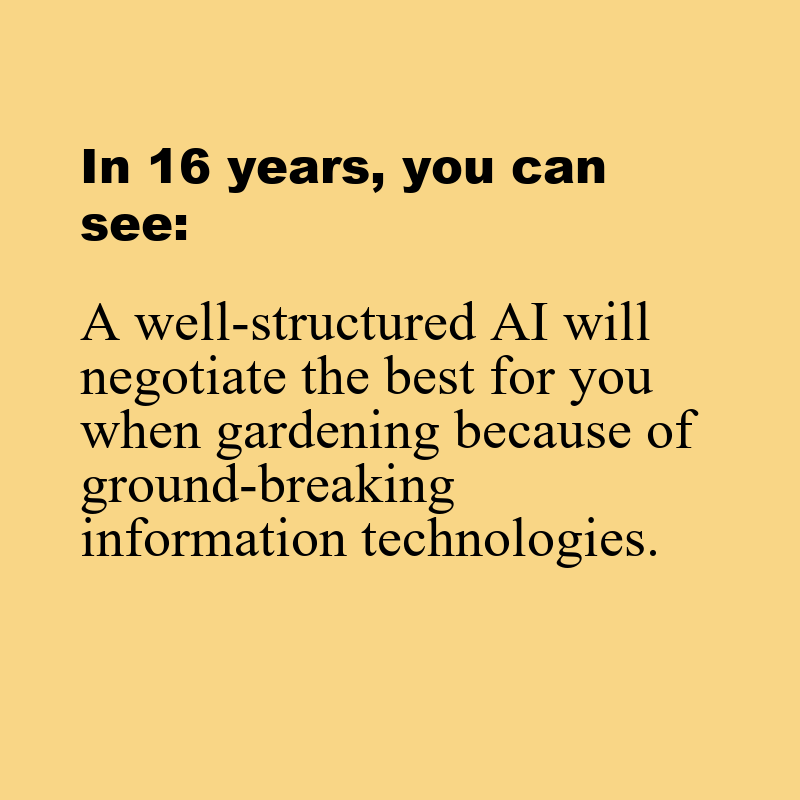 In 16 years, you can
see:
A well-structured AI will
negotiate the best for you
when gardening because of
ground-breaking
information technologies.